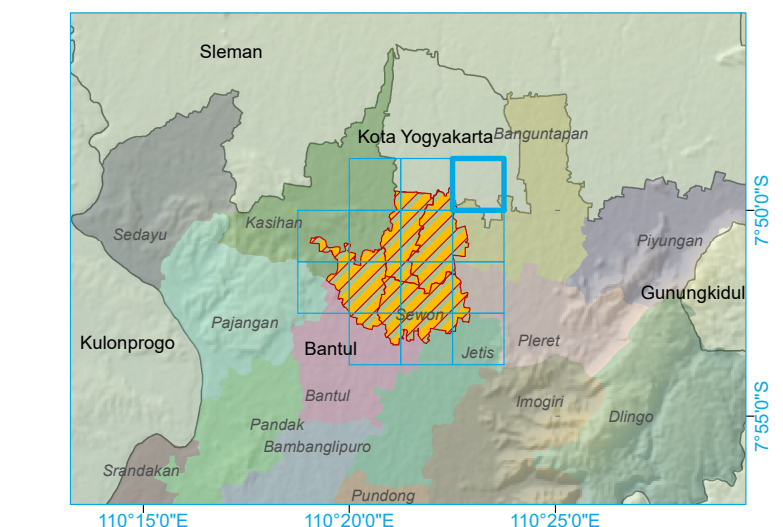 Sleman
Kota Yogyakarta
Banguntapan
Kasihan
Sedayu
Piyungan
7°50'0"S
Gunungkidul
Sewon
Pajangan
Kulonprogo
Bantul
Jetis
Pleret
Bantul
Imogiri
Dlingo
Pandak
Bambanglipuro
7°55'0"S
Srandakan
Pundong
110°15'0"E
110°20'0"E
110°25'0"E